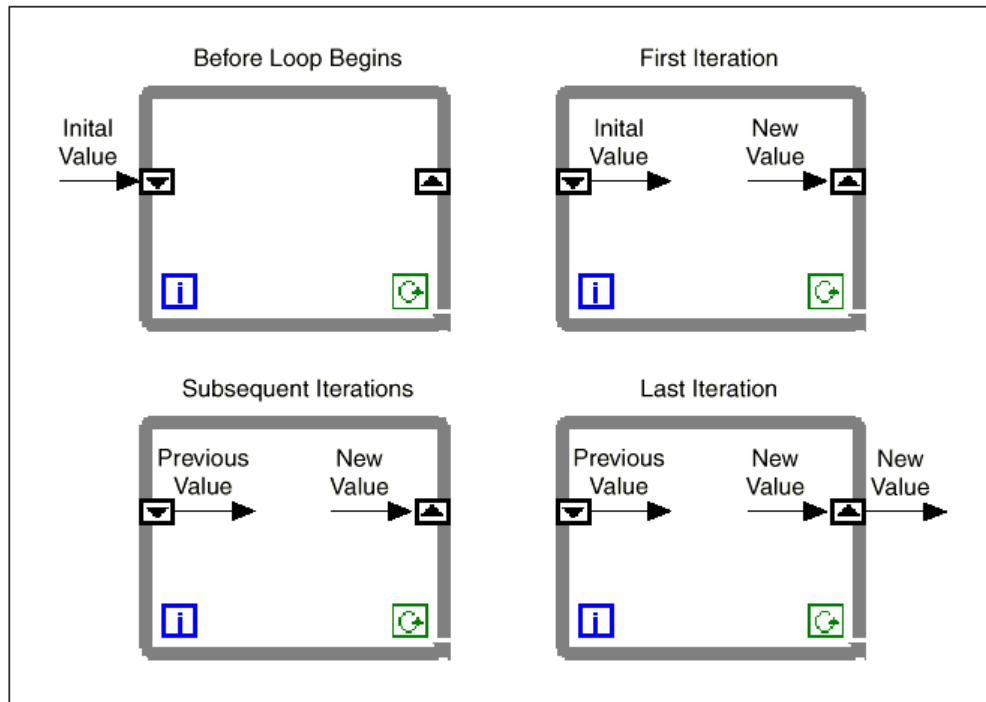 Before Loop Begins
Inital
Value
i
First Iteration
Inital
Value
New
Value
i
Subsequent Iterations
Previous
Value
New
Value
i
Last Iteration
Previous
Value
New
Value
New
Value
i